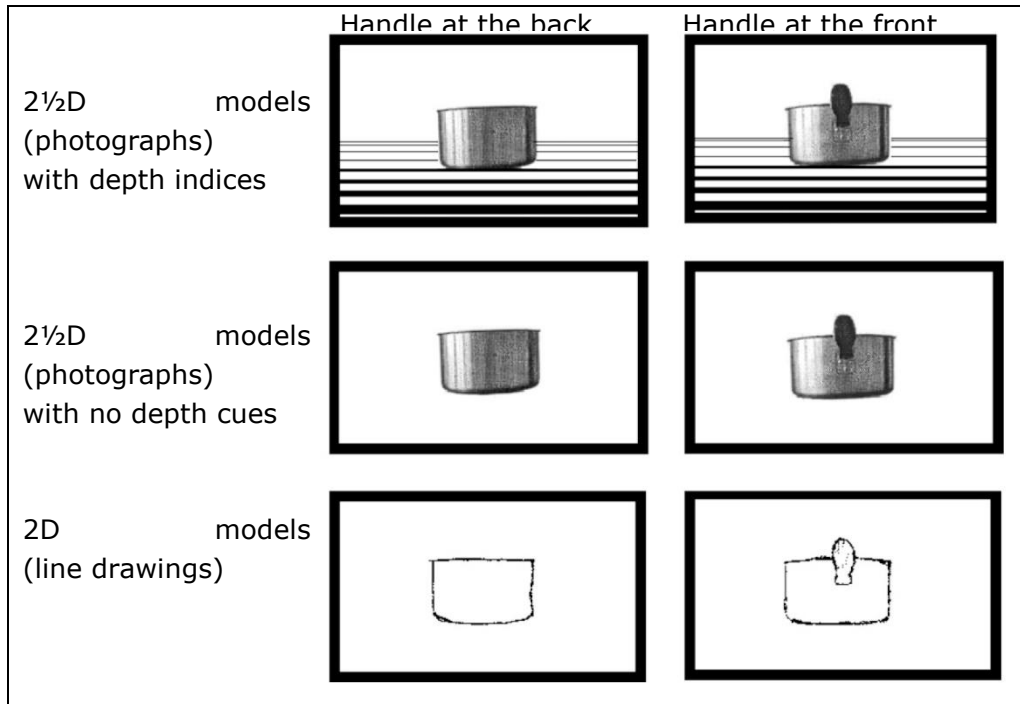 Handle at the back Handle at the front
2½D models
(photographs)
with depth indices
2½D models
(photographs)
with no depth cues
2D models
(line drawings)